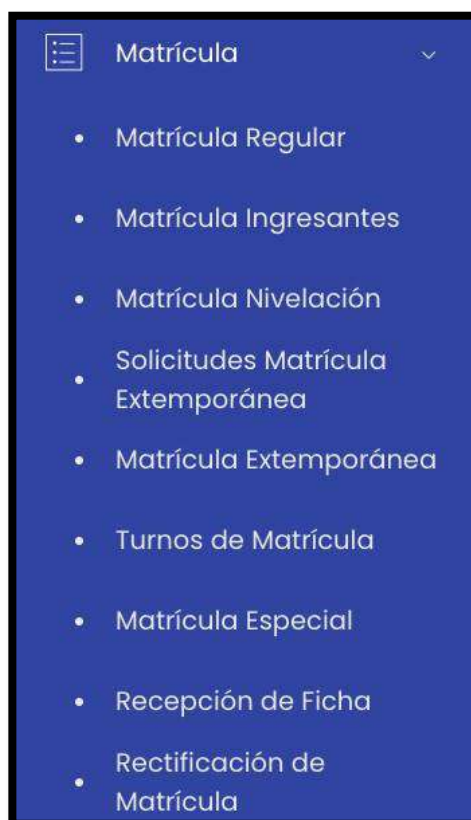 Matrícula
Matrícula Regular
Matrícula Ingresantes
Matrícula Nivelación
Solicitudes Matrícula
Extemporánea
Matrícula Extemporánea
Turnos de Matrícula
Matrícula Especial
Recepción de Ficha
Rectificación de
Matrícula